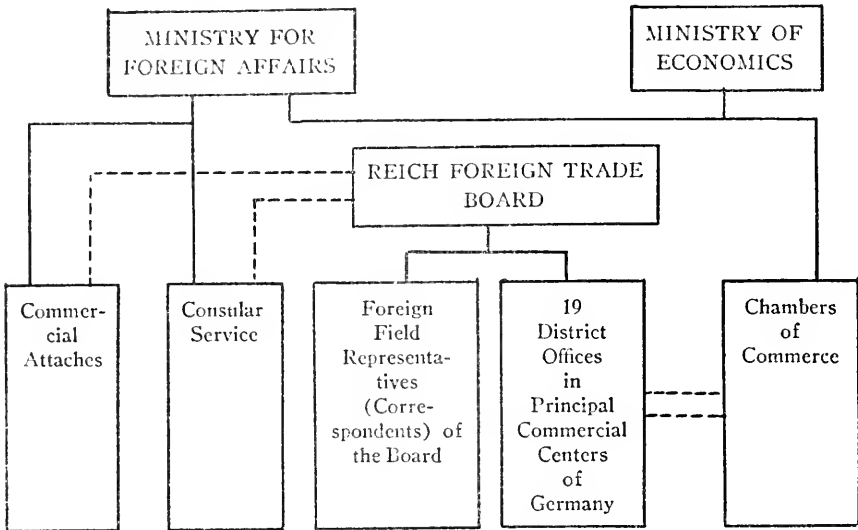 MINISTRY FOR
FOREIGN AFFAIRS
MINISTRY OF
ECONOMICS
REICH FOREIGN TRADE
BOARD
Commer-
cial
Attaches
Consular
Service
Foreign
Field
Representa-
tives
(Corre-
spondents) of
the Board
19
District
Offices
in
Principal
Commercial
Centers
of
Germany
Chambers
of
Commerce